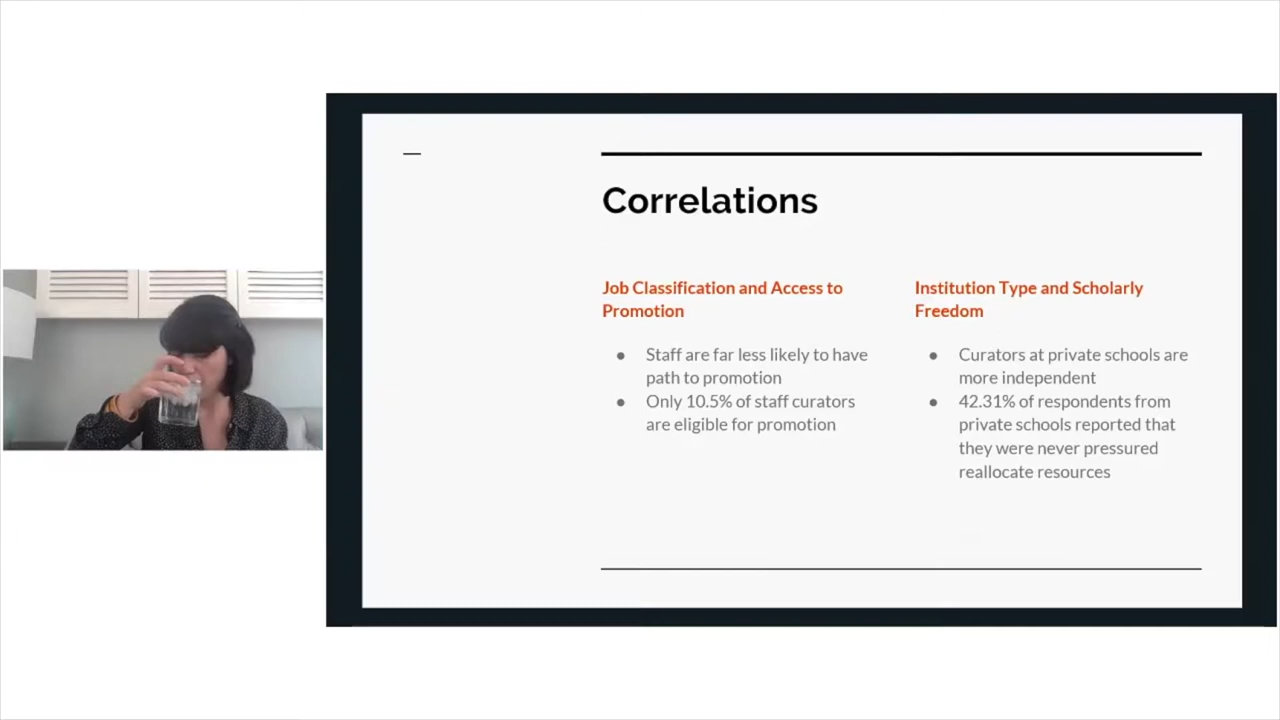 Correlations
Job Classification and Access to
Promotion
● Staff are far less likely to have
path to promotion
● Only 10.5% of staff curators
are eligible for promotion
Institution Type and Scholarly
Freedom
● Curators at private schools are
more independent
● 42.31% of respondents from
private schools reported that
they were never pressured
reallocate resources